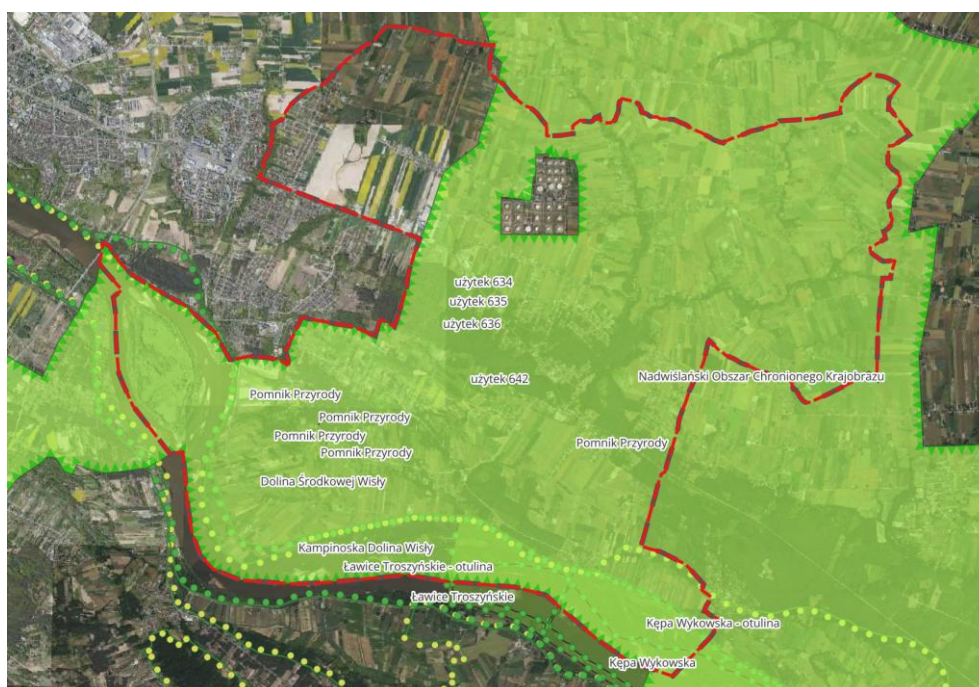 użytek 634
użytek 635
użytek 636
użytek 642
Nadwiślański Obszar Chronionego Krajobrazu
Pomnik Przyrody
Pomnik Przyrody
Pomnik Przyrody
Pomnik Przyrody
Pomnik Przyrody
Dolina Środkowej Wisły
Kampinoska Dolina Wisły
Ławice Troszyńskie - otulina
Ławice Troszyńskie
Kępa Wykowska - otulina
Kępa Wykowska